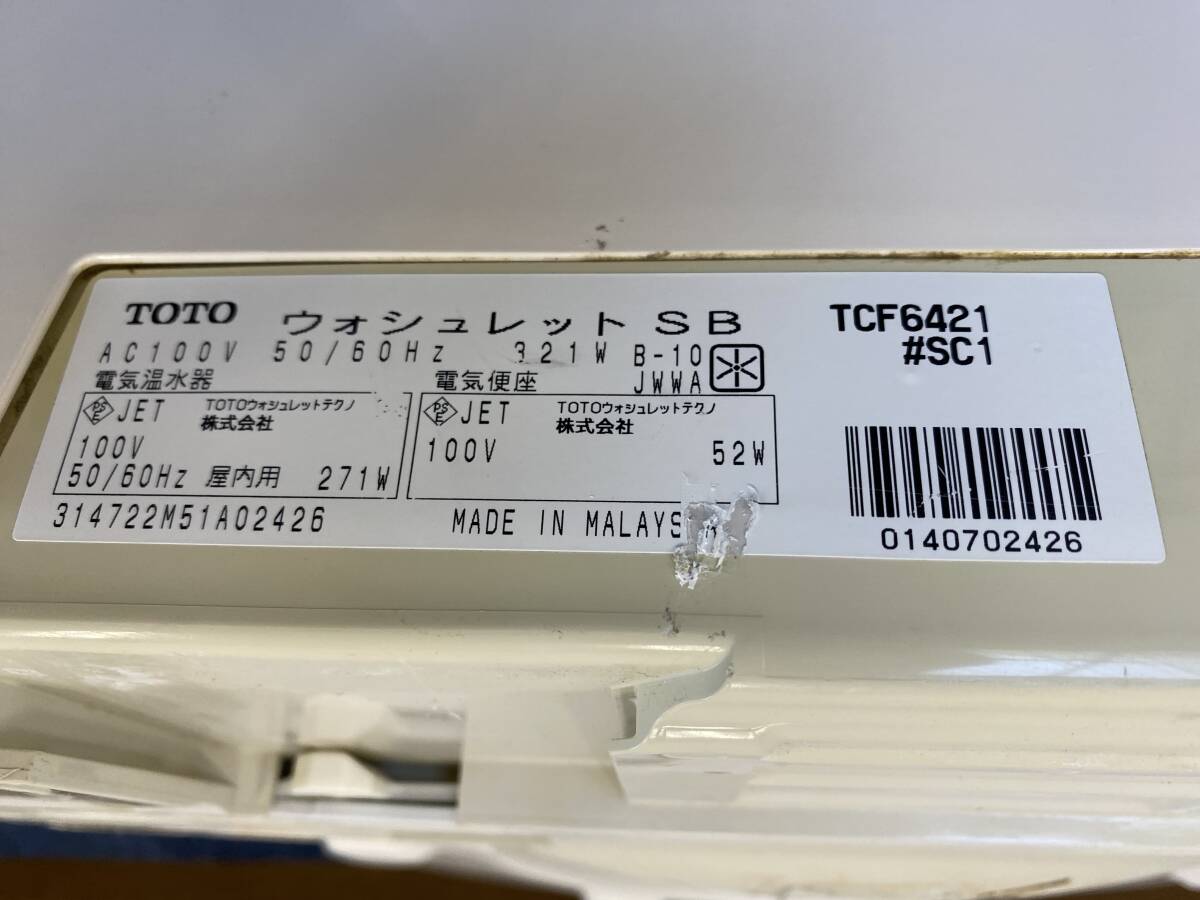 TOTO ウォシュレットSB
AC100V 50/60Hz 321W B-10 JWWA
電気温水器
PSE JET TOTOウォシュレットテクノ
株式会社
100V
50/60Hz 屋内用 271W
電気便座
PSE JET TOTOウォシュレットテクノ
株式会社
100V 52W
314722M51A02426 MADE IN
TCF6421
#SC1
0140702426